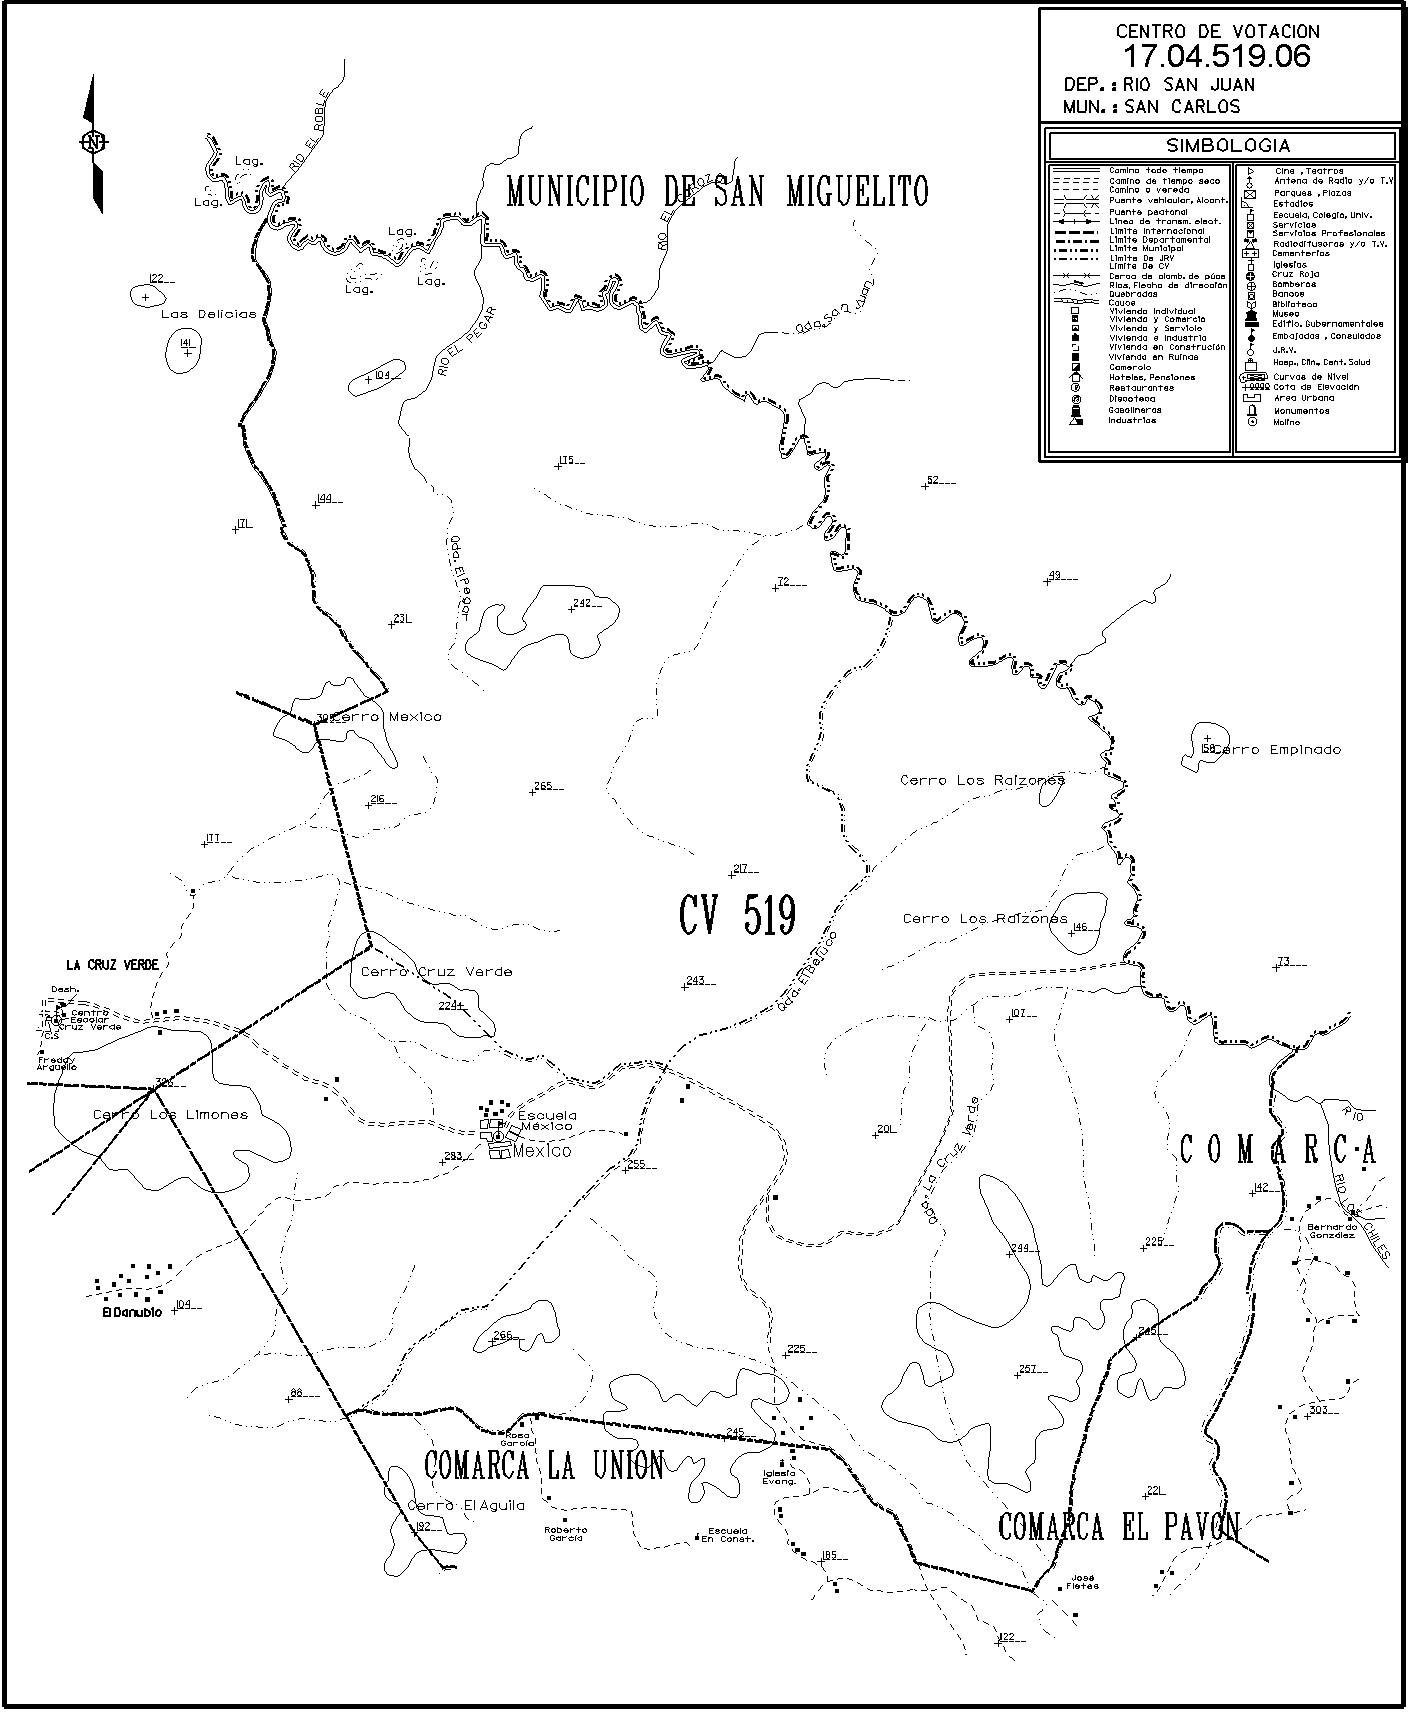 CENTRO DE VOTACION
17.04.519.06
DEP.: RIO SAN JUAN
MUN.: SAN CARLOS
SIMBOLOGIA
Camino todo tiempo
Camino de tiempo seco
Camino o vereda
Puente vehicular, Alcant.
Puente peatonal
Linea de transm. elect.
Limite Internacional
Limite Departamental
Limite Municipal
Limite De JRV
Limite De CV
Cerca de alamb. de púas
Rios, Flecha de dirección
Quebradas
Cauce
Vivienda Individual
Vivienda y Comercio
Vivienda y Servicio
Vivienda e Industria
Vivienda en Construcción
Vivienda en Ruinas
Comercio
Hoteles, Pensiones
Restaurantes
Discoteca
Gasolineras
Industrias
Cine , Teatros
Antena de Radio y/o T.V
Parques , Plazas
Estadios
Escuela, Colegio, Univ.
Servicios
Servicios Profesionales
Radiodifusoras y/o T.V.
Cementerios
Iglesias
Cruz Roja
Bomberos
Bancos
Biblioteca
Museo
Edific. Gubernamentales
Embajadas , Consulados
J.R.V.
Hosp., Clin., Cent. Salud
Curvas de Nivel
Cota de Elevación
Area Urbana
Monumentos
Molino
N
RIO EL ROBLE
Lag.
Lag.
MUNICIPIO DE SAN MIGUELITO
Lag.
Lag.
Lag.
122
Las Delicias
141
104
RIO EL PEGAR
Qda. San Juan
175
52
144
171
Qda. El Pegar
72
49
242
231
305
Cerro Mexico
158
Cerro Empinado
Cerro Los Raizones
265
216
177
217
CV 519
Cerro Los Raizones
146
LA CRUZ VERDE
Cerro Cruz Verde
Qda. El Bejuco
73
243
224
107
Desh.
Centro
Escolar
Cruz Verde
C.S
Freddy
Arguello
Cerro Los Limones
Escuela
México
Mexico
201
Qda. La Cruz Verde
RIO
COMARCA
283
255
142
RIO LOS CHILES
Bernardo
González
244
225
El Danubio
104
266
245
225
257
88
303
Rosa
García
245
COMARCA LA UNION
Iglesia
Evang.
Cerro El Aguila
192
221
COMARCA EL PAVON
Roberto
García
Escuela
En Const.
185
José
Fletes
122